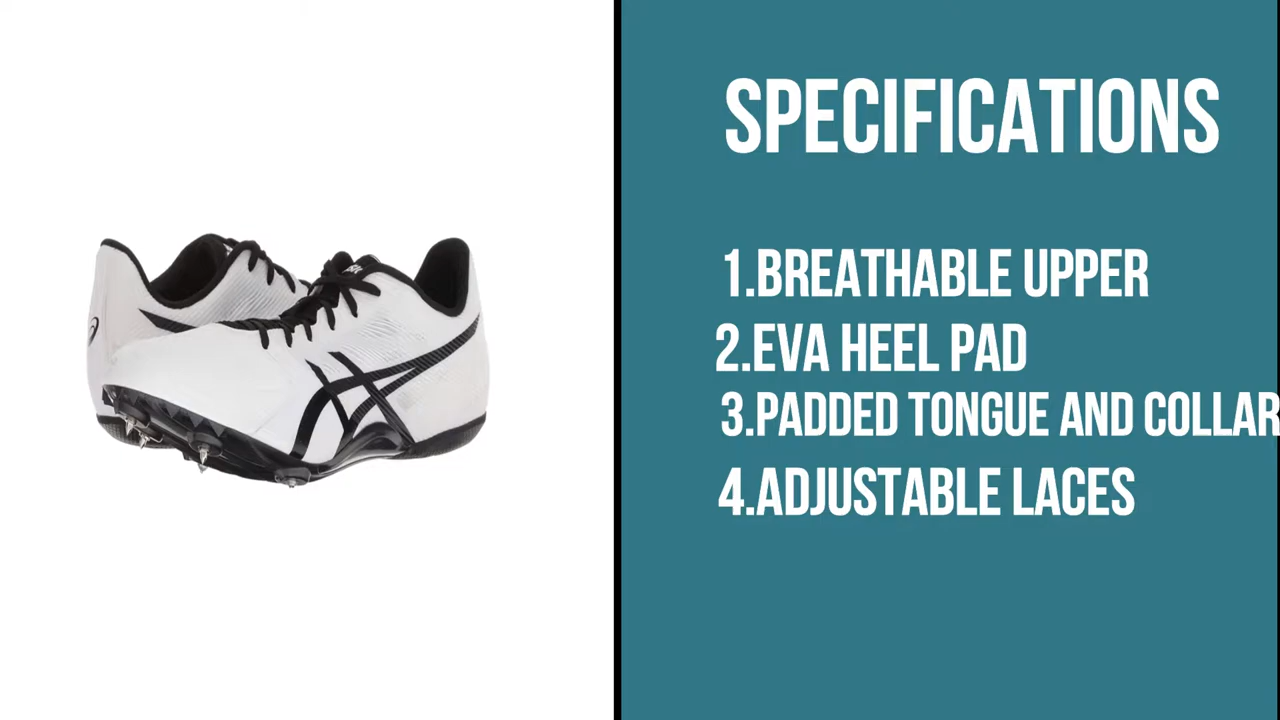 SPECIFICATIONS
1.BREATHABLE UPPER
2.EVA HEEL PAD
3.PADDED TONGUE AND COLLAR
4.ADJUSTABLE LACES